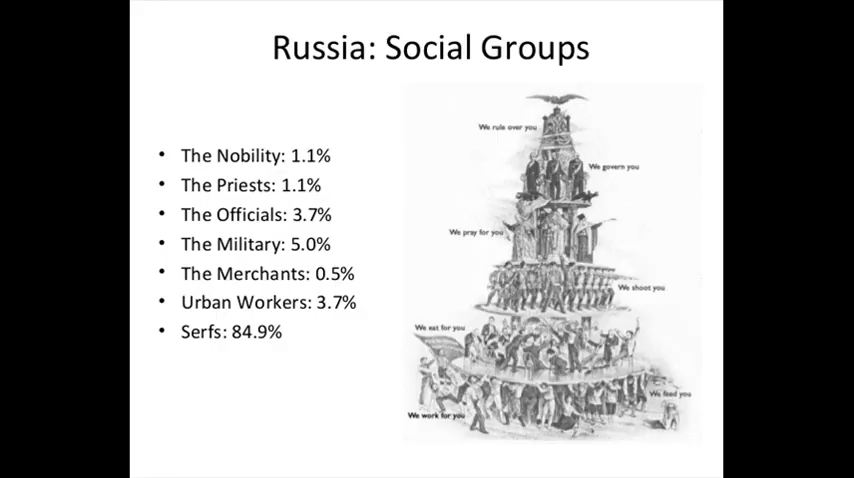 Russia: Social Groups
• The Nobility: 1.1%
• The Priests: 1.1%
• The Officials: 3.7%
• The Military: 5.0%
• The Merchants: 0.5%
• Urban Workers: 3.7%
• Serfs: 84.9%
We rule over you
We govern you
We pray for you
We shoot you
We eat for you
We feed you
We work for you